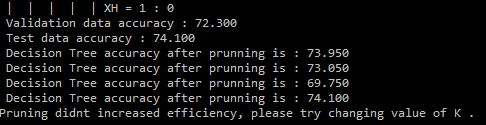 | | | | | XH = 1 : 0
Validation data accuracy : 72.300
Test data accuracy : 74.100
Decision Tree accuracy after prunning is : 73.950
Decision Tree accuracy after prunning is : 73.050
Decision Tree accuracy after prunning is : 69.750
Decision Tree accuracy after prunning is : 74.100
Pruning didnt increased efficiency, please try changing value of K .